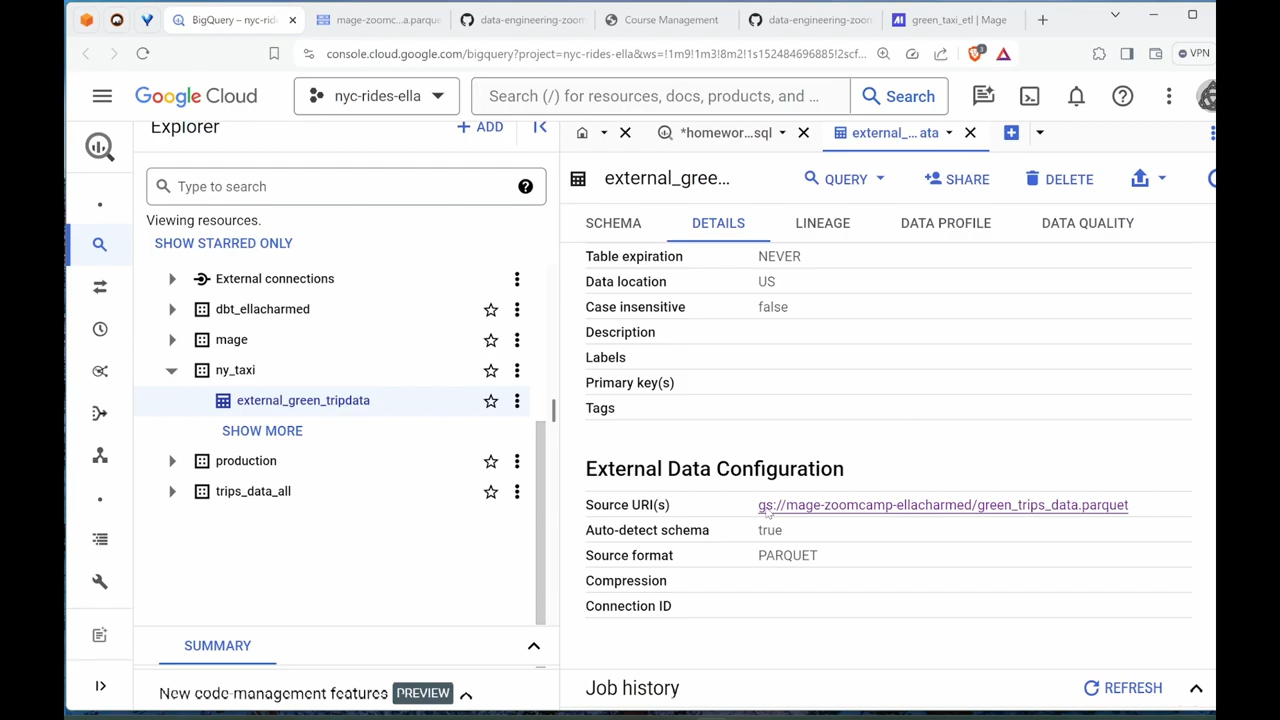 BigQuery – nyc-ri
mage-zoomc...a.parque
data-engineering-zoom
Course Management
data-engineering-zoom
green_taxi_etl | Mage
console.cloud.google.com/bigquery?project=nyc-rides-ella&ws=!1m9!1m3!8m2!1s152484696885!2scf...
3
VPN
Google Cloud
nyc-rides-ella
Search (/) for resources, docs, products, and ...
Search
Explorer
+ ADD
*homewor...sql
external_... ata
Type to search
Viewing resources.
SHOW STARRED ONLY
External connections
dbt_ellacharmed
mage
ny_taxi
external_green_tripdata
SHOW MORE
production
trips_data_all
SUMMARY
New code management features PREVIEW
external_gree...
QUERY
SHARE
DELETE
SCHEMA
DETAILS
LINEAGE
DATA PROFILE
DATA QUALITY
Table expiration NEVER
Data location US
Case insensitive false
Description
Labels
Primary key(s)
Tags
External Data Configuration
Source URI(s) gs://mage-zoomcamp-ellacharmed/green_trips_data.parquet
Auto-detect schema true
Source format PARQUET
Compression
Connection ID
Job history
REFRESH